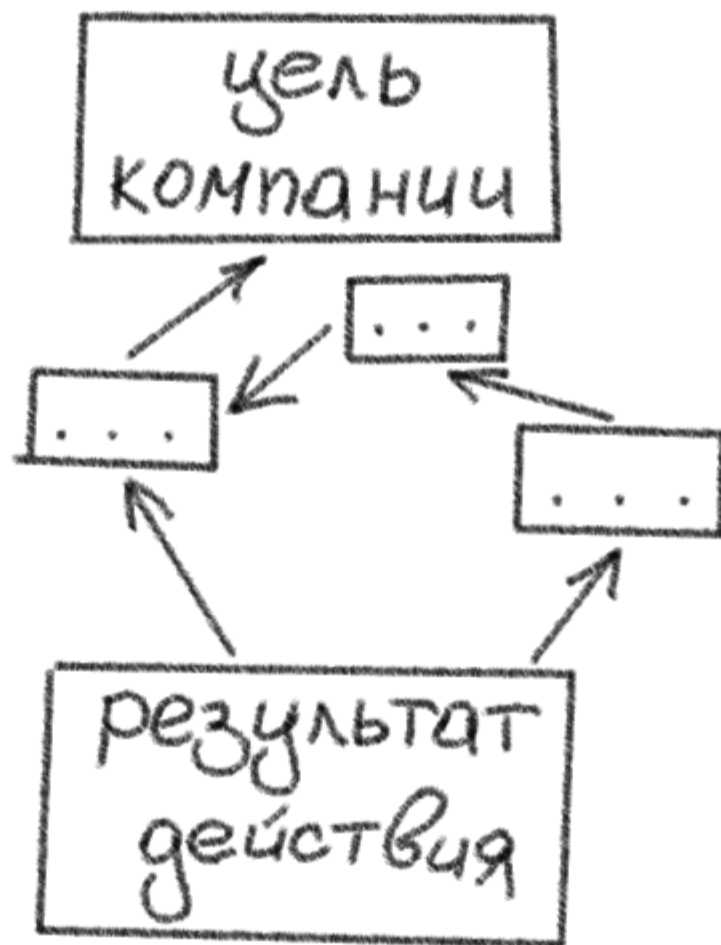 цель
компании
. . .
. . .
. . .
результат
действия